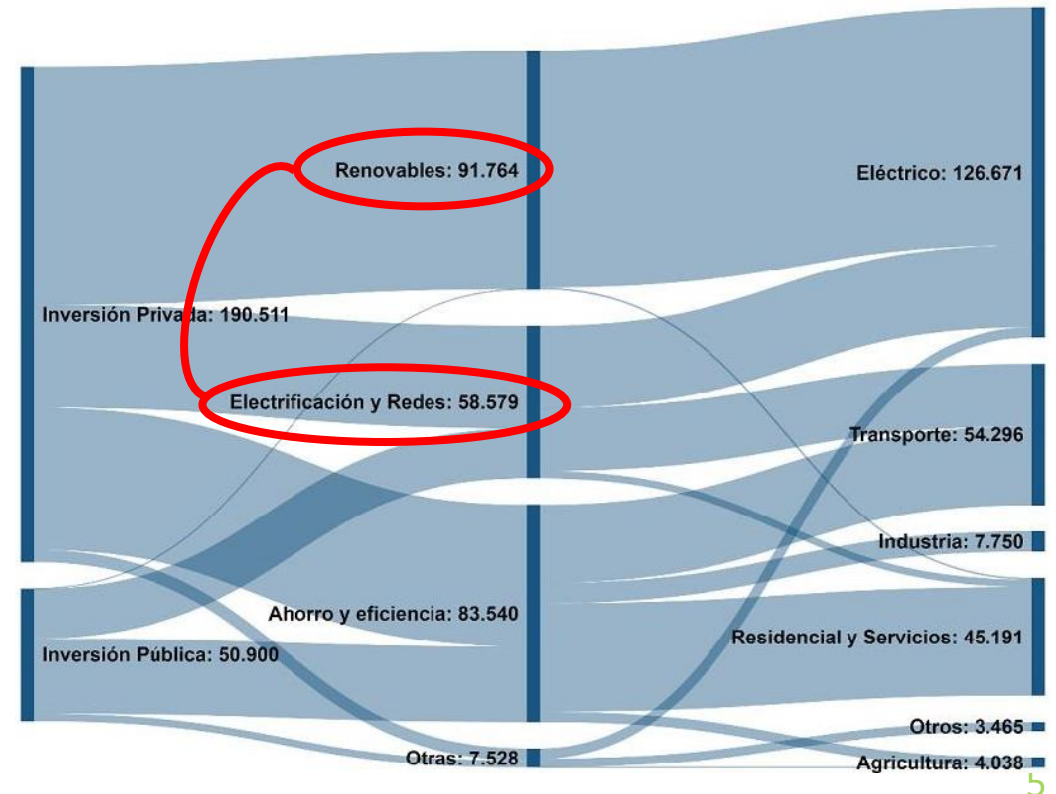 Renovables: 91.764
Eléctrico: 126.671
Inversión Privada: 190.511
Electrificación y Redes: 58.579
Transporte: 54.296
Industria: 7.750
Ahorro y eficiencia: 83.540
Residencial y Servicios: 45.191
Inversión Pública: 50.900
Otros: 3.465
Otras: 7.528
Agricultura: 4.038
5